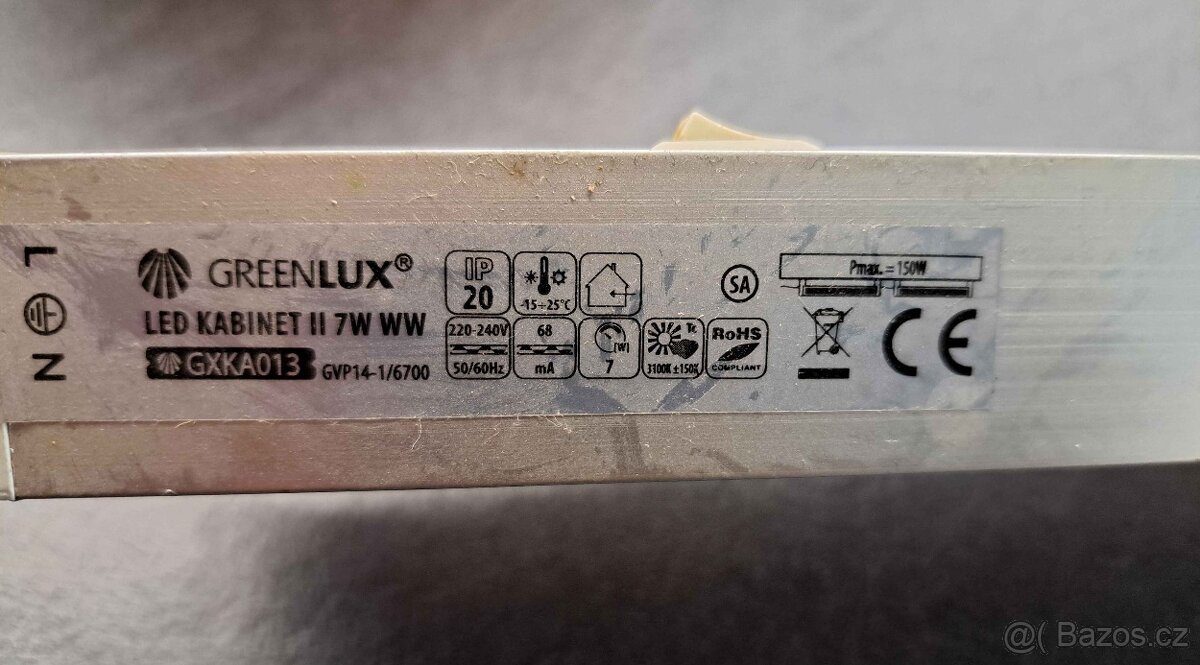 L
N
GREENLUX®
LED KABINET II 7W WW
GXKA013 GVP14-1/6700
IP 20
-15÷25°C
220-240V 50/60Hz
68 mA
[W] 7
Tc 3100K ±150K
RoHS COMPLIANT
SA
Pmax. = 150W
CE
@( Bazos.cz